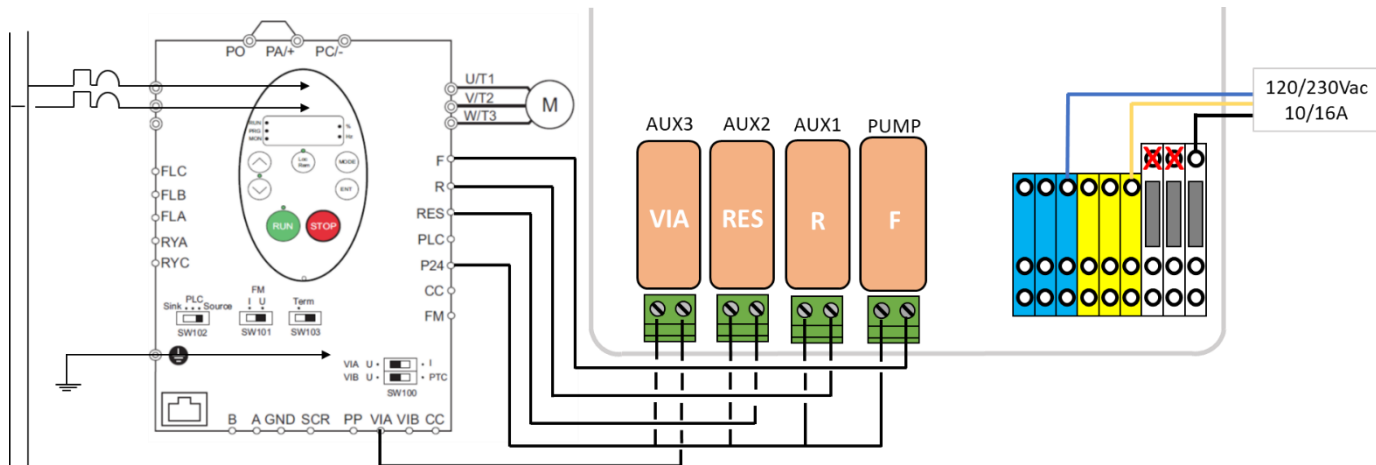 PO PA/+ PC/-
U/T1
V/T2
W/T3
M
RUN
PRG
MON
%
Hz
Loc
Rem
MODE
ENT
RUN
STOP
FLC
FLB
FLA
RYA
RYC
F
R
RES
PLC
P24
CC
FM
PLC
Sink
Source
SW102
FM
I U
SW101
Term
SW103
VIA U
I
VIB U
PTC
SW100
B A GND SCR PP VIA VIB CC
AUX3 AUX2 AUX1 PUMP
VIA RES R F
120/230Vac
10/16A